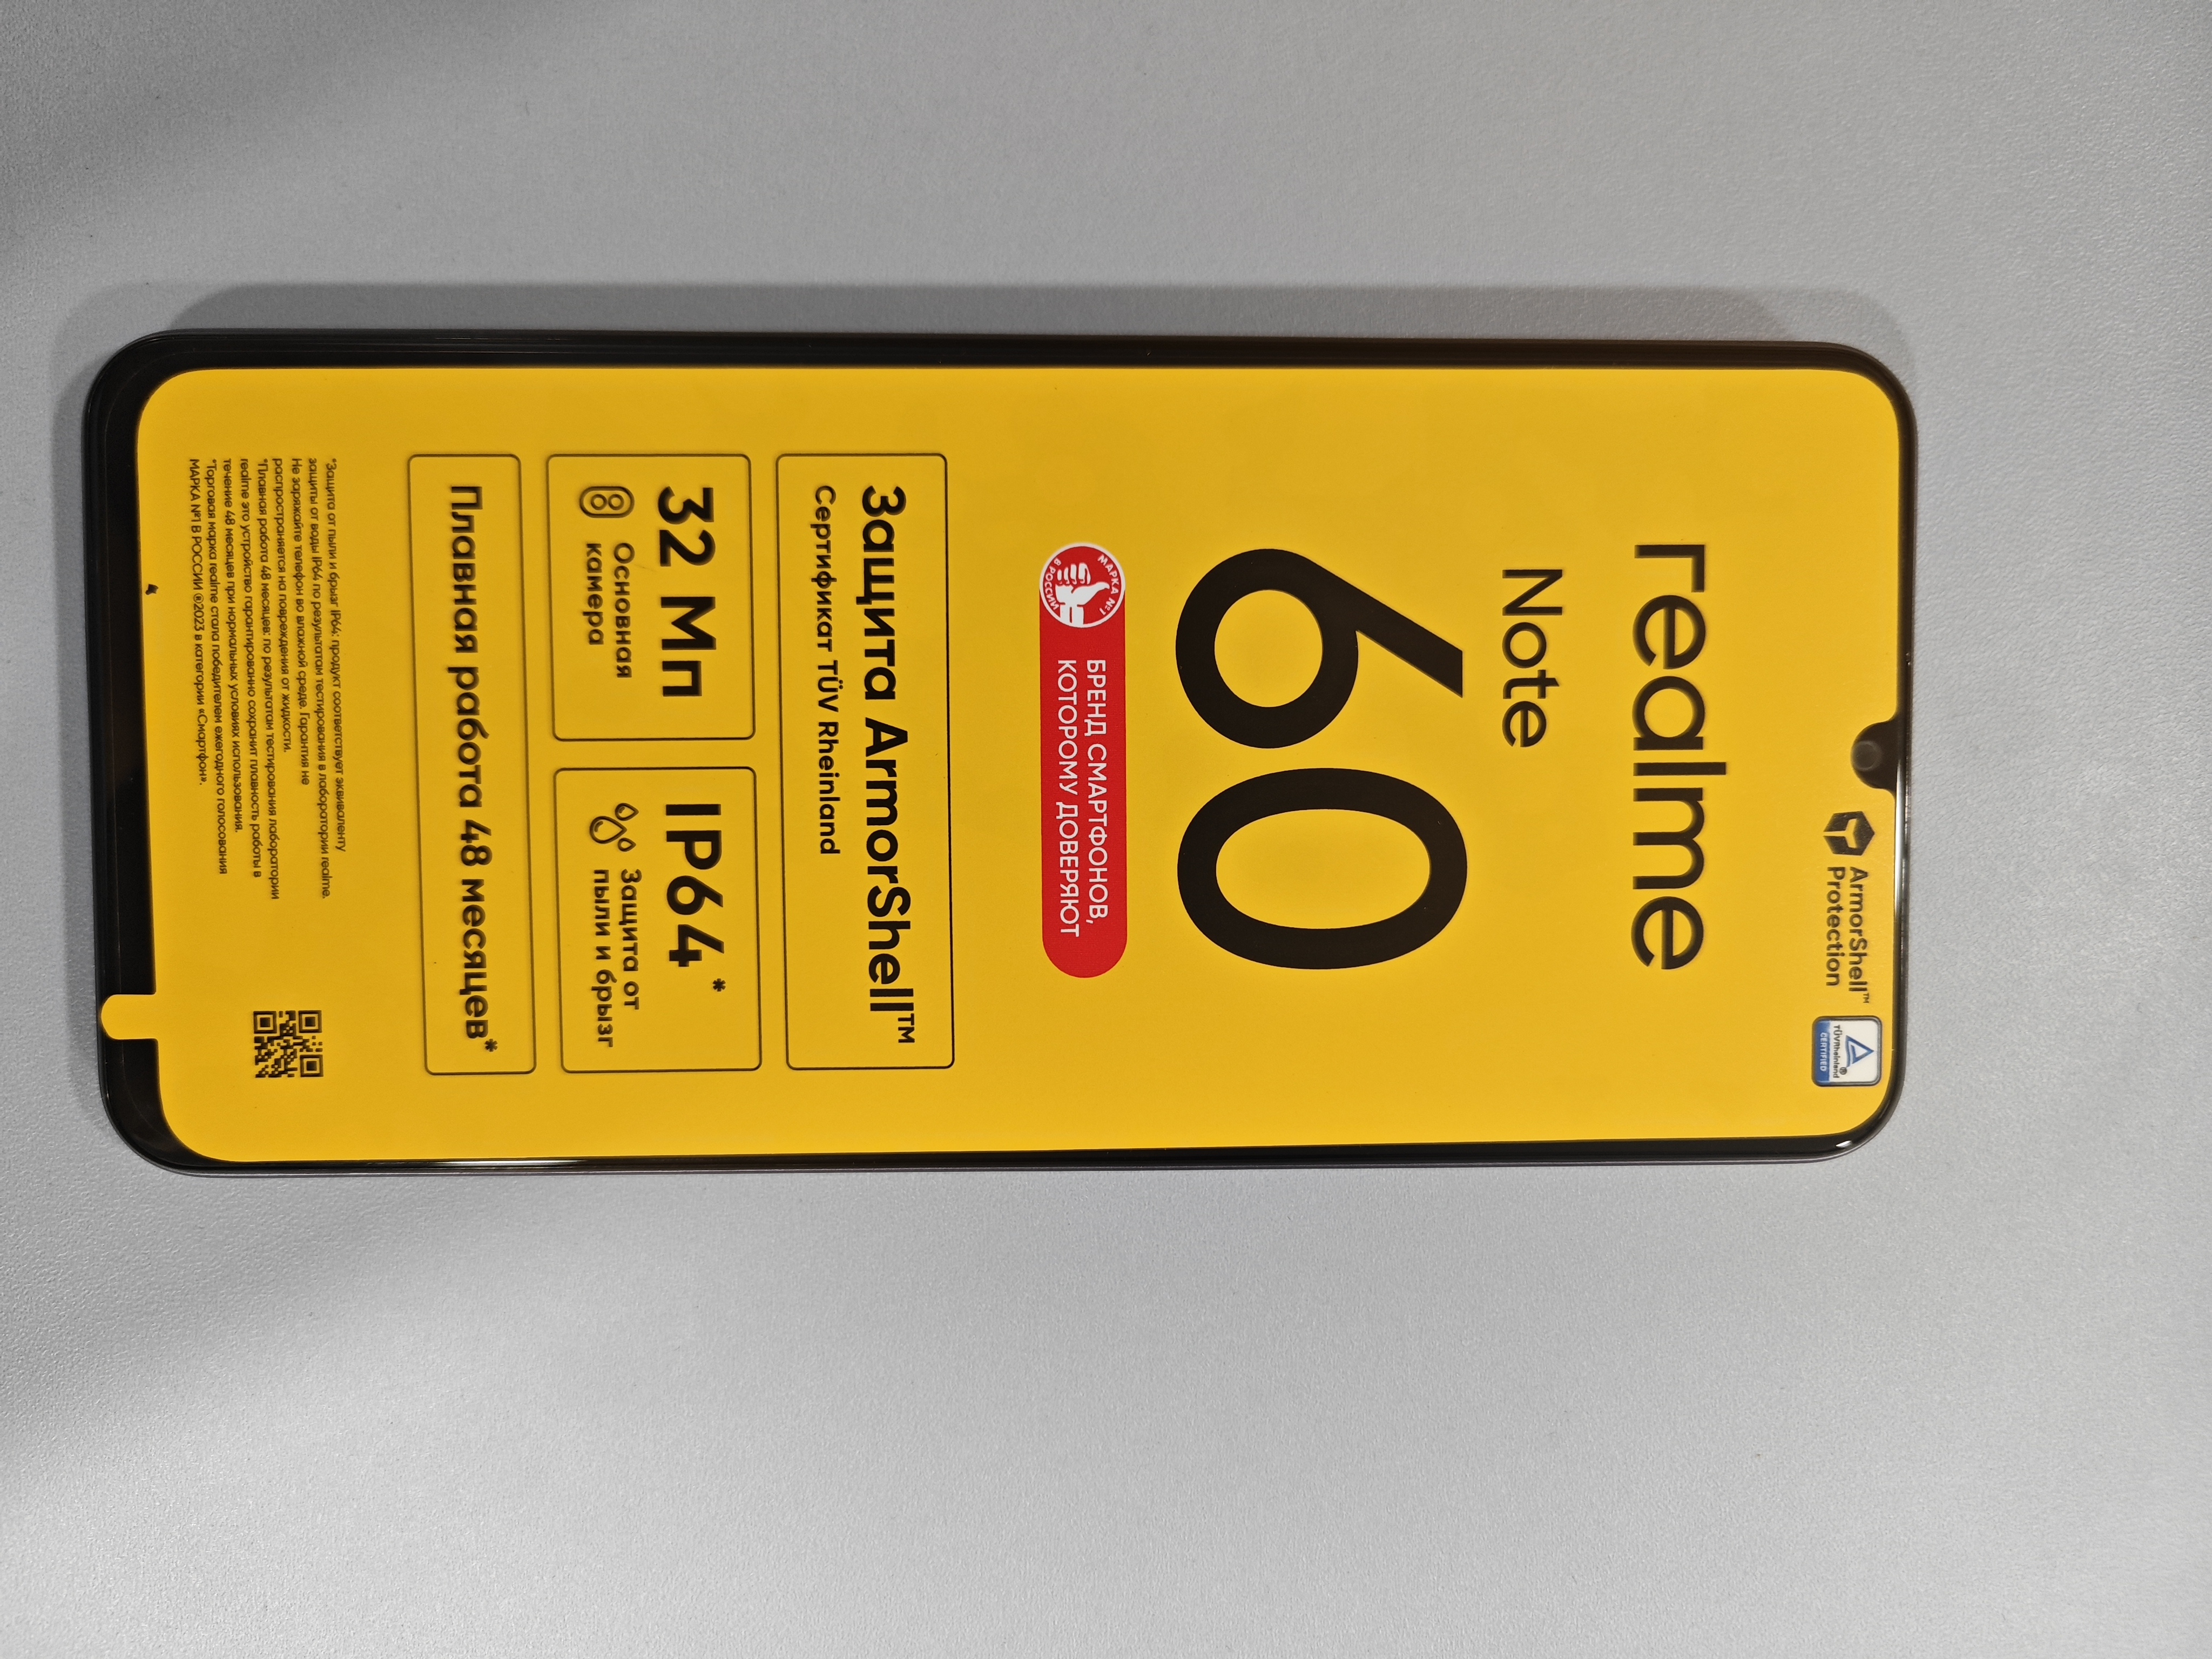 ArmorShell™
Protection
TÜVRheinland®
CERTIFIED
realme
Note
60
МАРКА №1
В РОССИИ
БРЕНД СМАРТФОНОВ,
КОТОРОМУ ДОВЕРЯЮТ
Защита ArmorShell™
Сертификат TÜV Rheinland
32 Мп
Основная
камера
IP64*
Защита от
пыли и брызг
Плавная работа 48 месяцев*
*Защита от пыли и брызг IP64: продукт соответствует эквиваленту
защиты от воды IP64 по результатам тестирования в лаборатории realme.
Не заряжайте телефон во влажной среде. Гарантия не
распространяется на повреждения от жидкости.
*Плавная работа 48 месяцев: по результатам тестирования лаборатории
realme это устройство гарантированно сохранит плавность работы в
течение 48 месяцев при нормальных условиях использования.
*Торговая марка realme стала победителем ежегодного голосования
МАРКА №1 В РОССИИ ®2023 в категории «Смартфон».